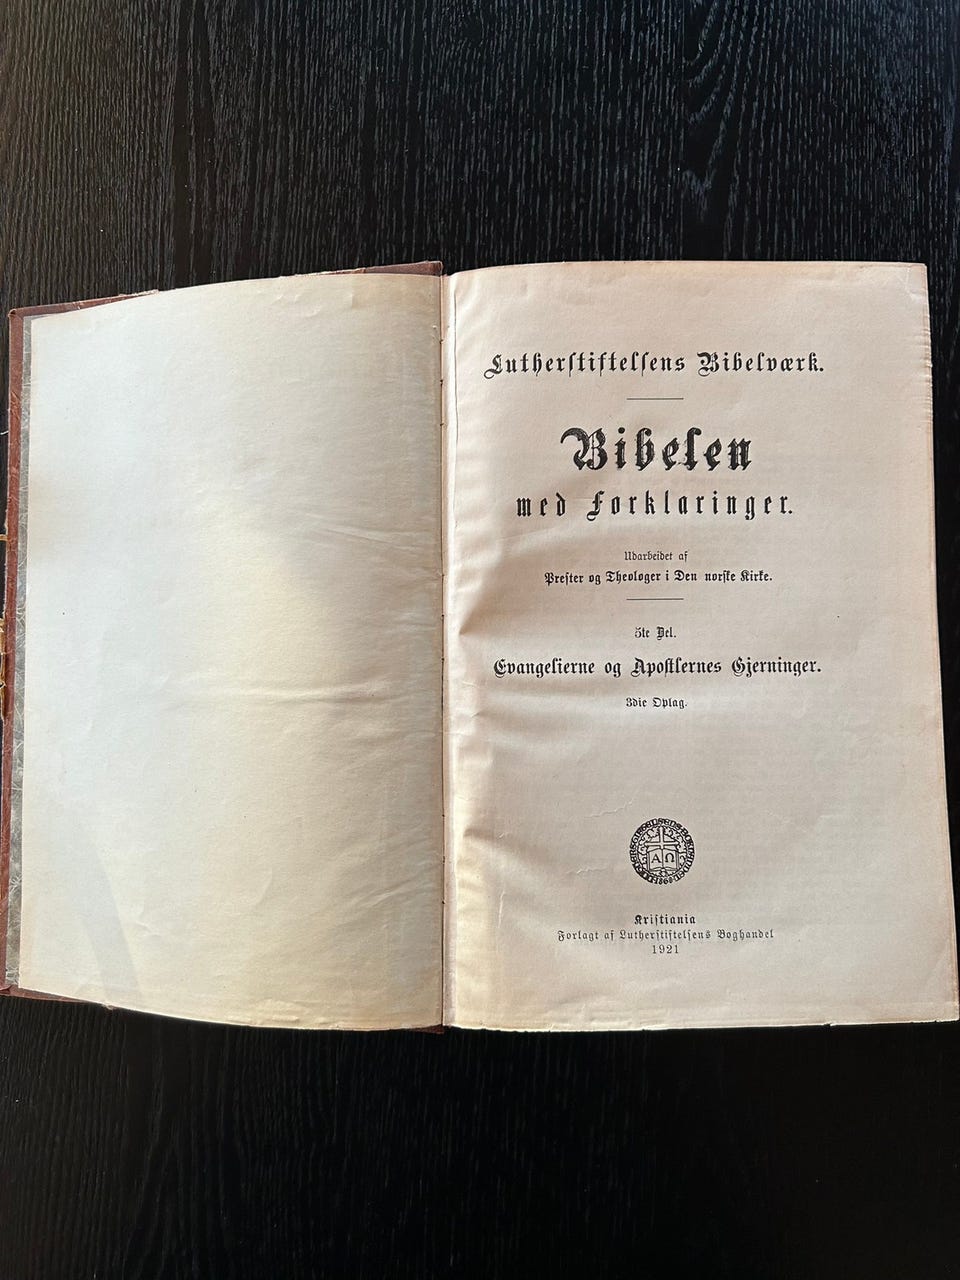 Lutherstiftelsens Bibelværk.
Bibelen
med Forklaringer.
Udarbeidet af
Prester og Theologer i Den norske Kirke.
5te Del.
Evangelierne og Apostlernes Gjerninger.
3die Oplag.
Α Ω
1868
Kristiania
Forlagt af Lutherstiftelsens Boghandel
1921